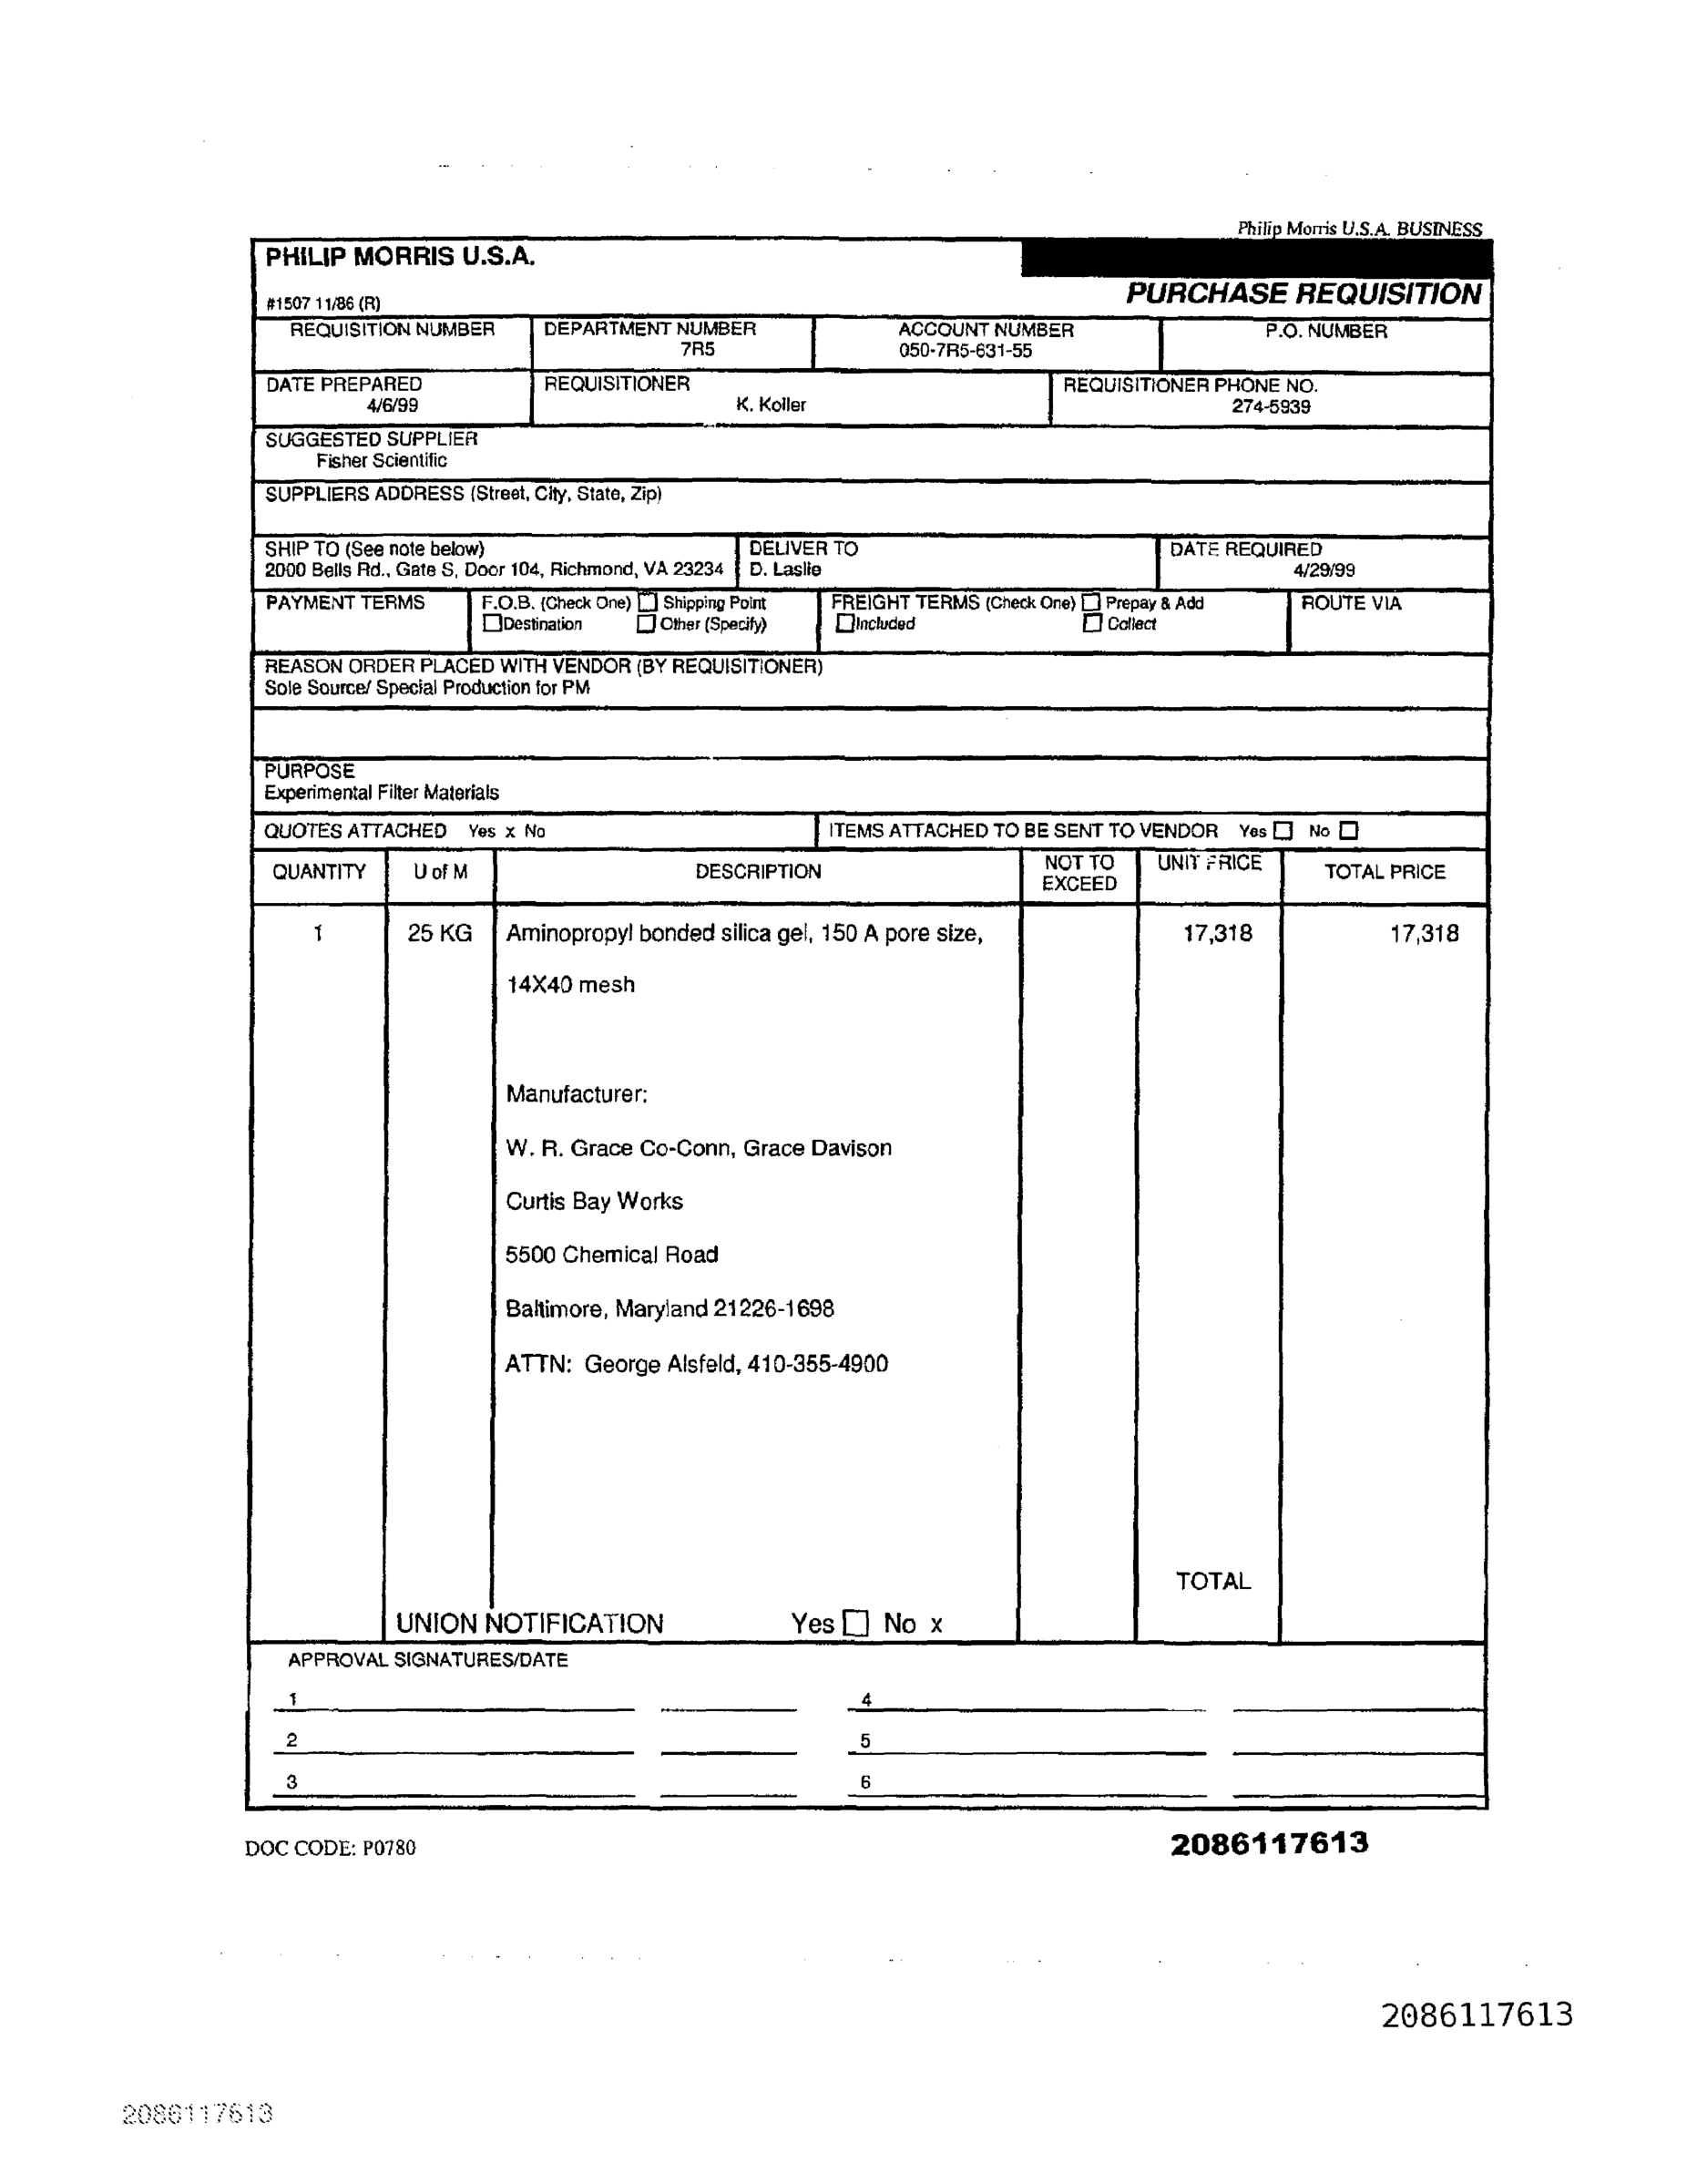 Philip Morris U.S.A. BUSINESS
PHILIP MORRIS U.S.A.
#1507 11/86 (R)
PURCHASE REQUISITION
REQUISITION NUMBER
DEPARTMENT NUMBER
7R5
ACCOUNT NUMBER
050-7R5-631-55
P.O. NUMBER
DATE PREPARED
4/6/99
REQUISITIONER
K. Koller
REQUISITIONER PHONE NO.
274-5939
SUGGESTED SUPPLIER
Fisher Scientific
SUPPLIERS ADDRESS (Street, City, State, Zip)
SHIP TO (See note below)
2000 Bells Rd., Gate S, Door 104, Richmond, VA 23234
DELIVER TO
D. Laslie
DATE REQUIRED
4/29/99
PAYMENT TERMS
F.O.B. (Check One) ☐ Shipping Point
☐ Destination ☐ Other (Specify)
FREIGHT TERMS (Check One) ☐ Prepay & Add
☐ Included ☐ Collect
ROUTE VIA
REASON ORDER PLACED WITH VENDOR (BY REQUISITIONER)
Sole Source/ Special Production for PM
PURPOSE
Experimental Filter Materials
QUOTES ATTACHED Yes x No
ITEMS ATTACHED TO BE SENT TO VENDOR Yes ☐ No ☐
QUANTITY U of M DESCRIPTION NOT TO EXCEED UNIT PRICE TOTAL PRICE
1 25 KG Aminopropyl bonded silica gel, 150 A pore size, 17,318 17,318
14X40 mesh
Manufacturer:
W. R. Grace Co-Conn, Grace Davison
Curtis Bay Works
5500 Chemical Road
Baltimore, Maryland 21226-1698
ATTN: George Alsfeld, 410-355-4900
TOTAL
UNION NOTIFICATION Yes ☐ No x
APPROVAL SIGNATURES/DATE
1 4
2 5
3 6
DOC CODE: P0780
2086117613
2086117613
2086117613